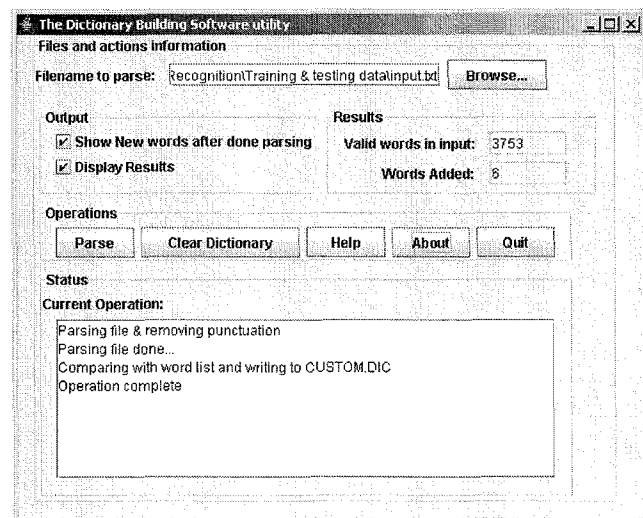 The Dictionary Building Software utility
Files and actions information
Filename to parse: Recognition\Training & testing data\input.txt Browse...
Output
Show New words after done parsing
Display Results
Results
Valid words in input: 3753
Words Added: 6
Operations
Parse Clear Dictionary Help About Quit
Status
Current Operation:
Parsing file & removing punctuation
Parsing file done...
Comparing with word list and writing to CUSTOM.DIC
Operation complete